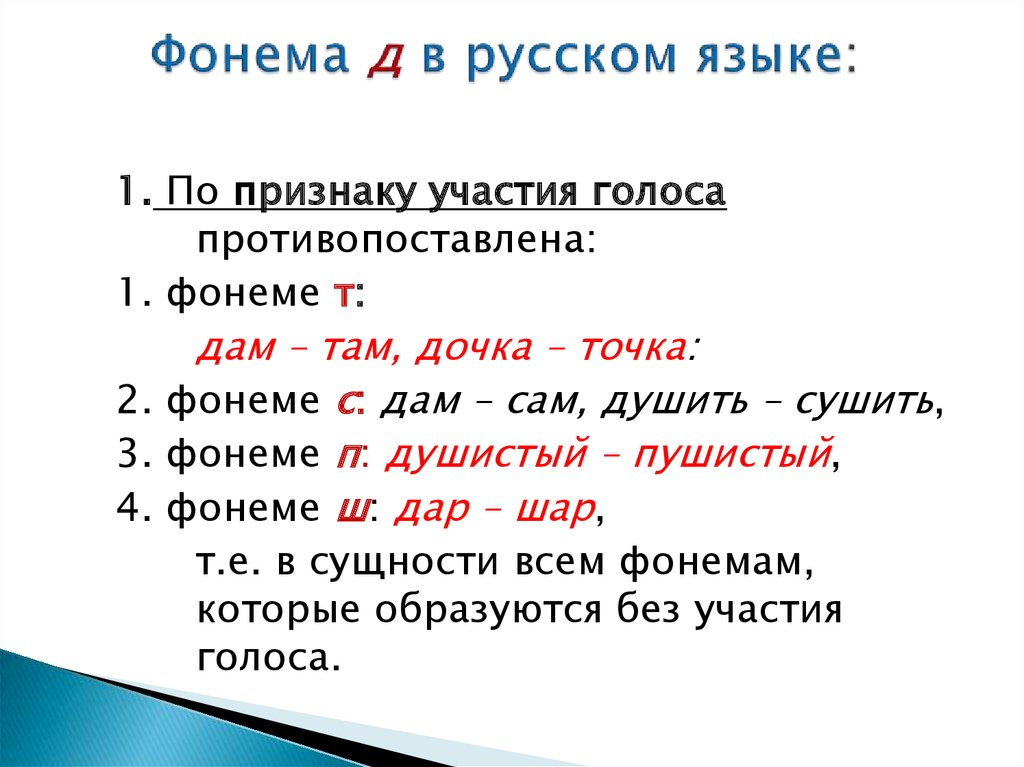 Фонема д в русском языке:
1. По признаку участия голоса
противопоставлена:
1. фонеме т:
дам – там, дочка – точка:
2. фонеме с: дам – сам, душить – сушить,
3. фонеме п: душистый – пушистый,
4. фонеме ш: дар – шар,
т.е. в сущности всем фонемам,
которые образуются без участия
голоса.